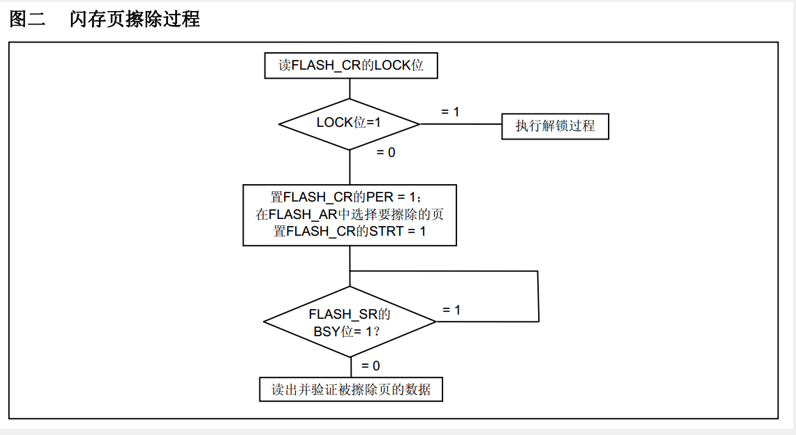 图二 闪存页擦除过程
读FLASH_CR的LOCK位
LOCK位=1
= 1
执行解锁过程
= 0
置FLASH_CR的PER = 1;
在FLASH_AR中选择要擦除的页
置FLASH_CR的STRT = 1
FLASH_SR的
BSY位= 1?
= 1
= 0
读出并验证被擦除页的数据